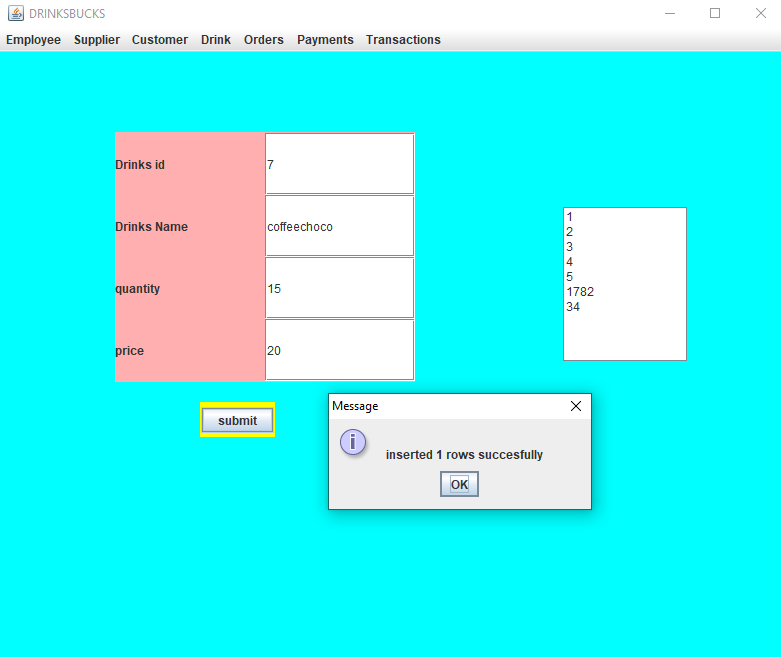 DRINKSBUCKS
Employee Supplier Customer Drink Orders Payments Transactions
Drinks id 7
Drinks Name coffeechoco
quantity 15
price 20
1
2
3
4
5
1782
34
submit
Message
inserted 1 rows succesfully
OK